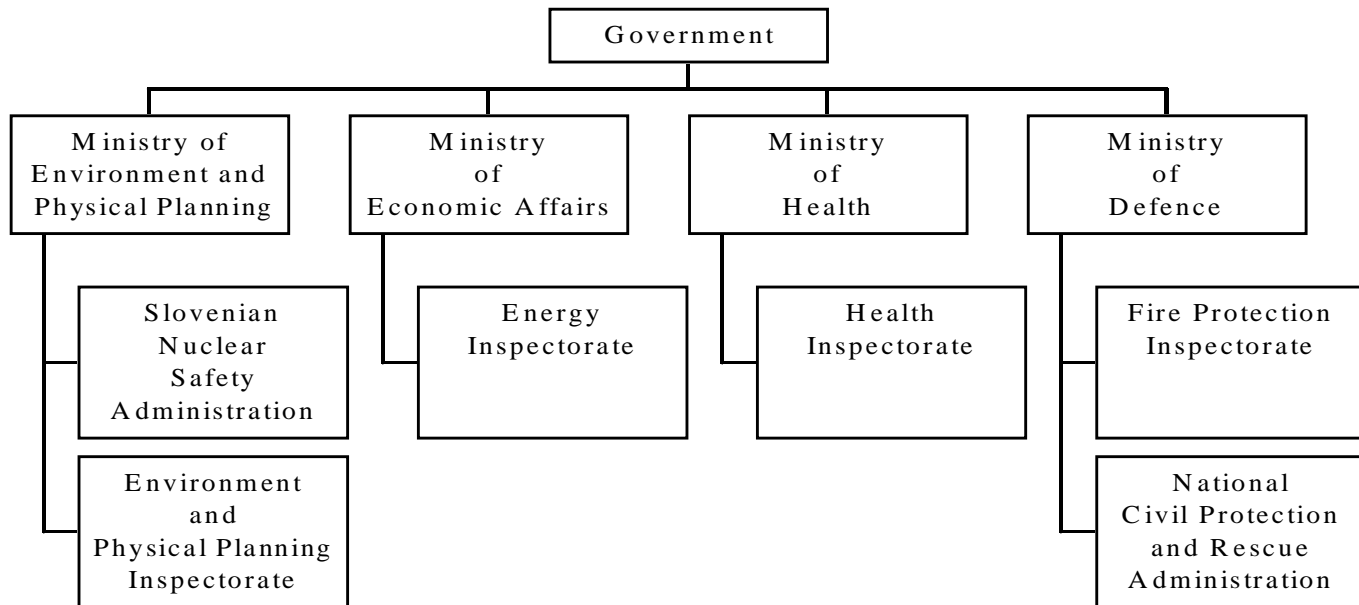 Government
Ministry of
Environment and
Physical Planning
Ministry
of
Economic Affairs
Ministry
of
Health
Ministry
of
Defence
Slovenian
Nuclear
Safety
Administration
Energy
Inspectorate
Health
Inspectorate
Fire Protection
Inspectorate
Environment
and
Physical Planning
Inspectorate
National
Civil Protection
and Rescue
Administration